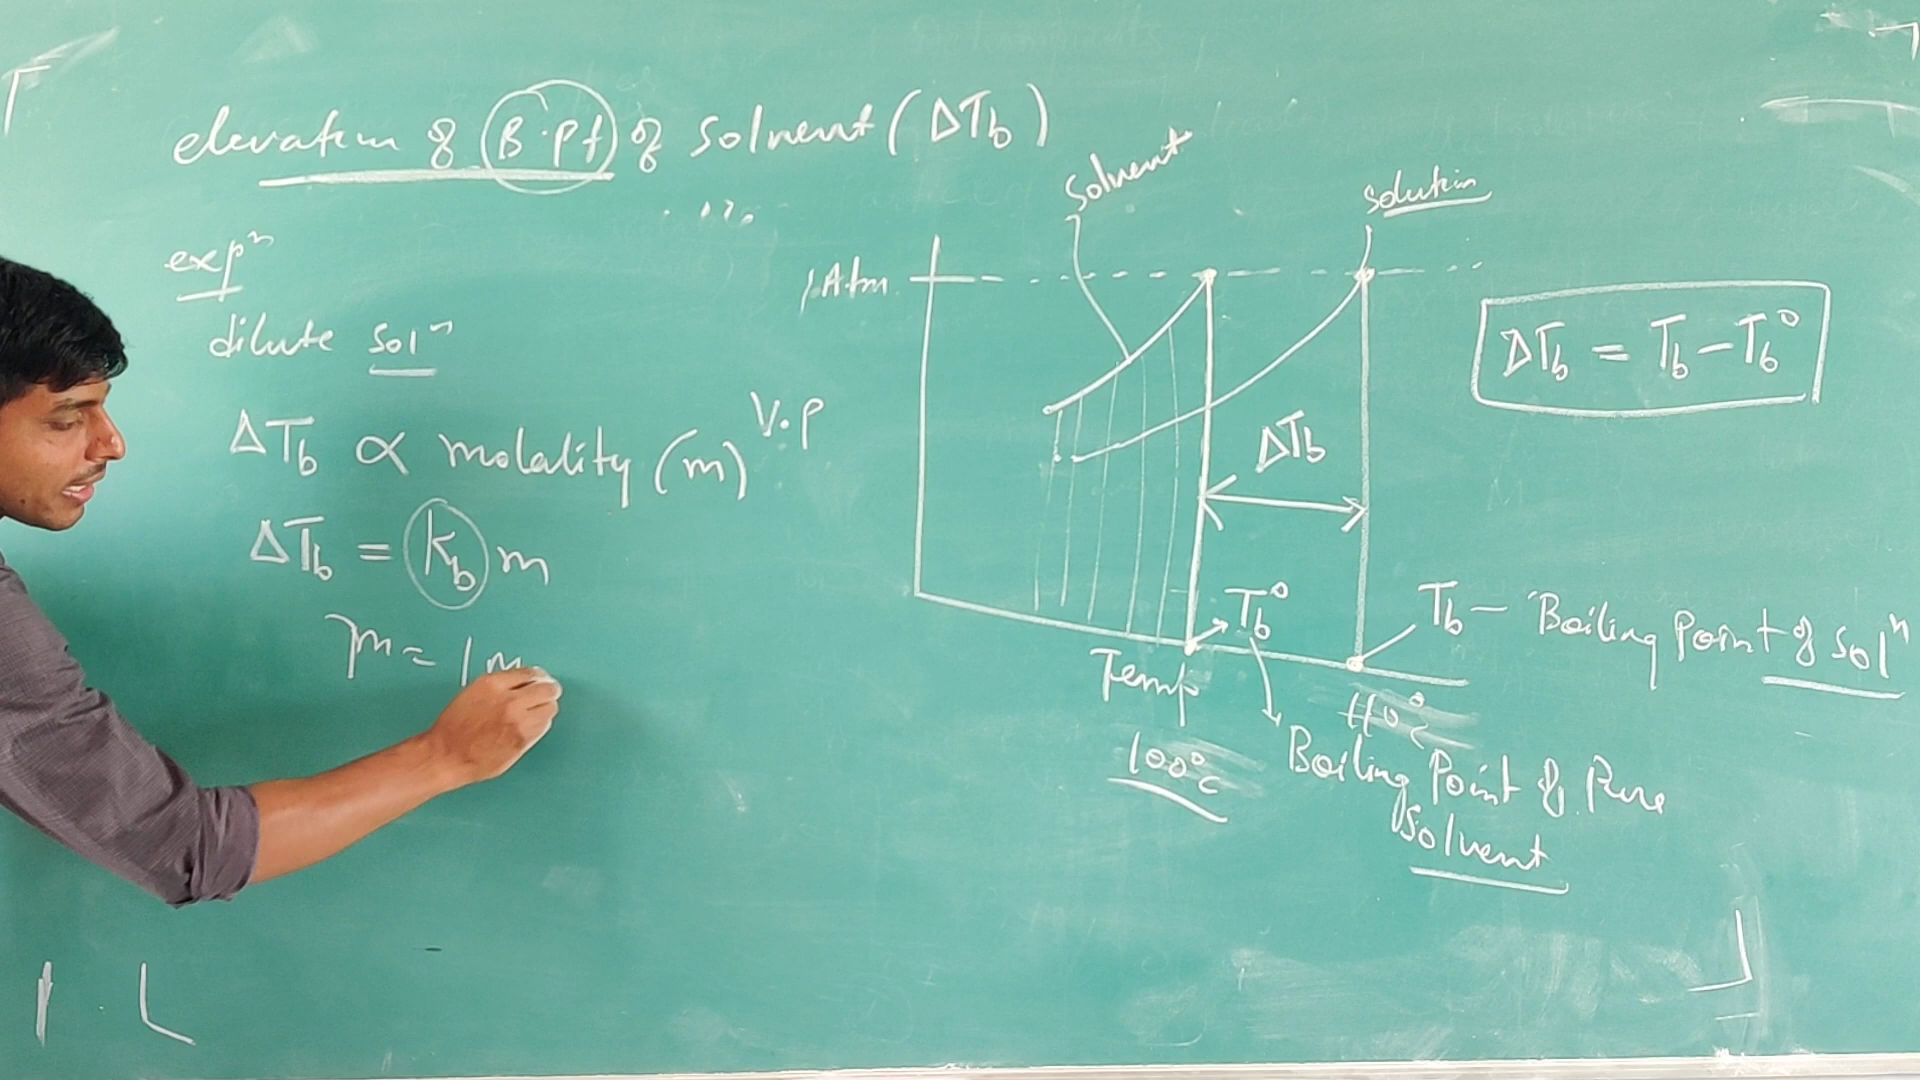 elevation of B.pt of solvent (ΔTb)
expⁿ
dilute solⁿ
ΔTb ∝ molality (m)
ΔTb = Kb m
m = 1 m
Solvent
solution
1 Atm
V.P
ΔTb
Tb°
Temp
100°C
110°C
Tb – Boiling Point of solⁿ
Boiling Point of Pure
Solvent
ΔTb = Tb – Tb°